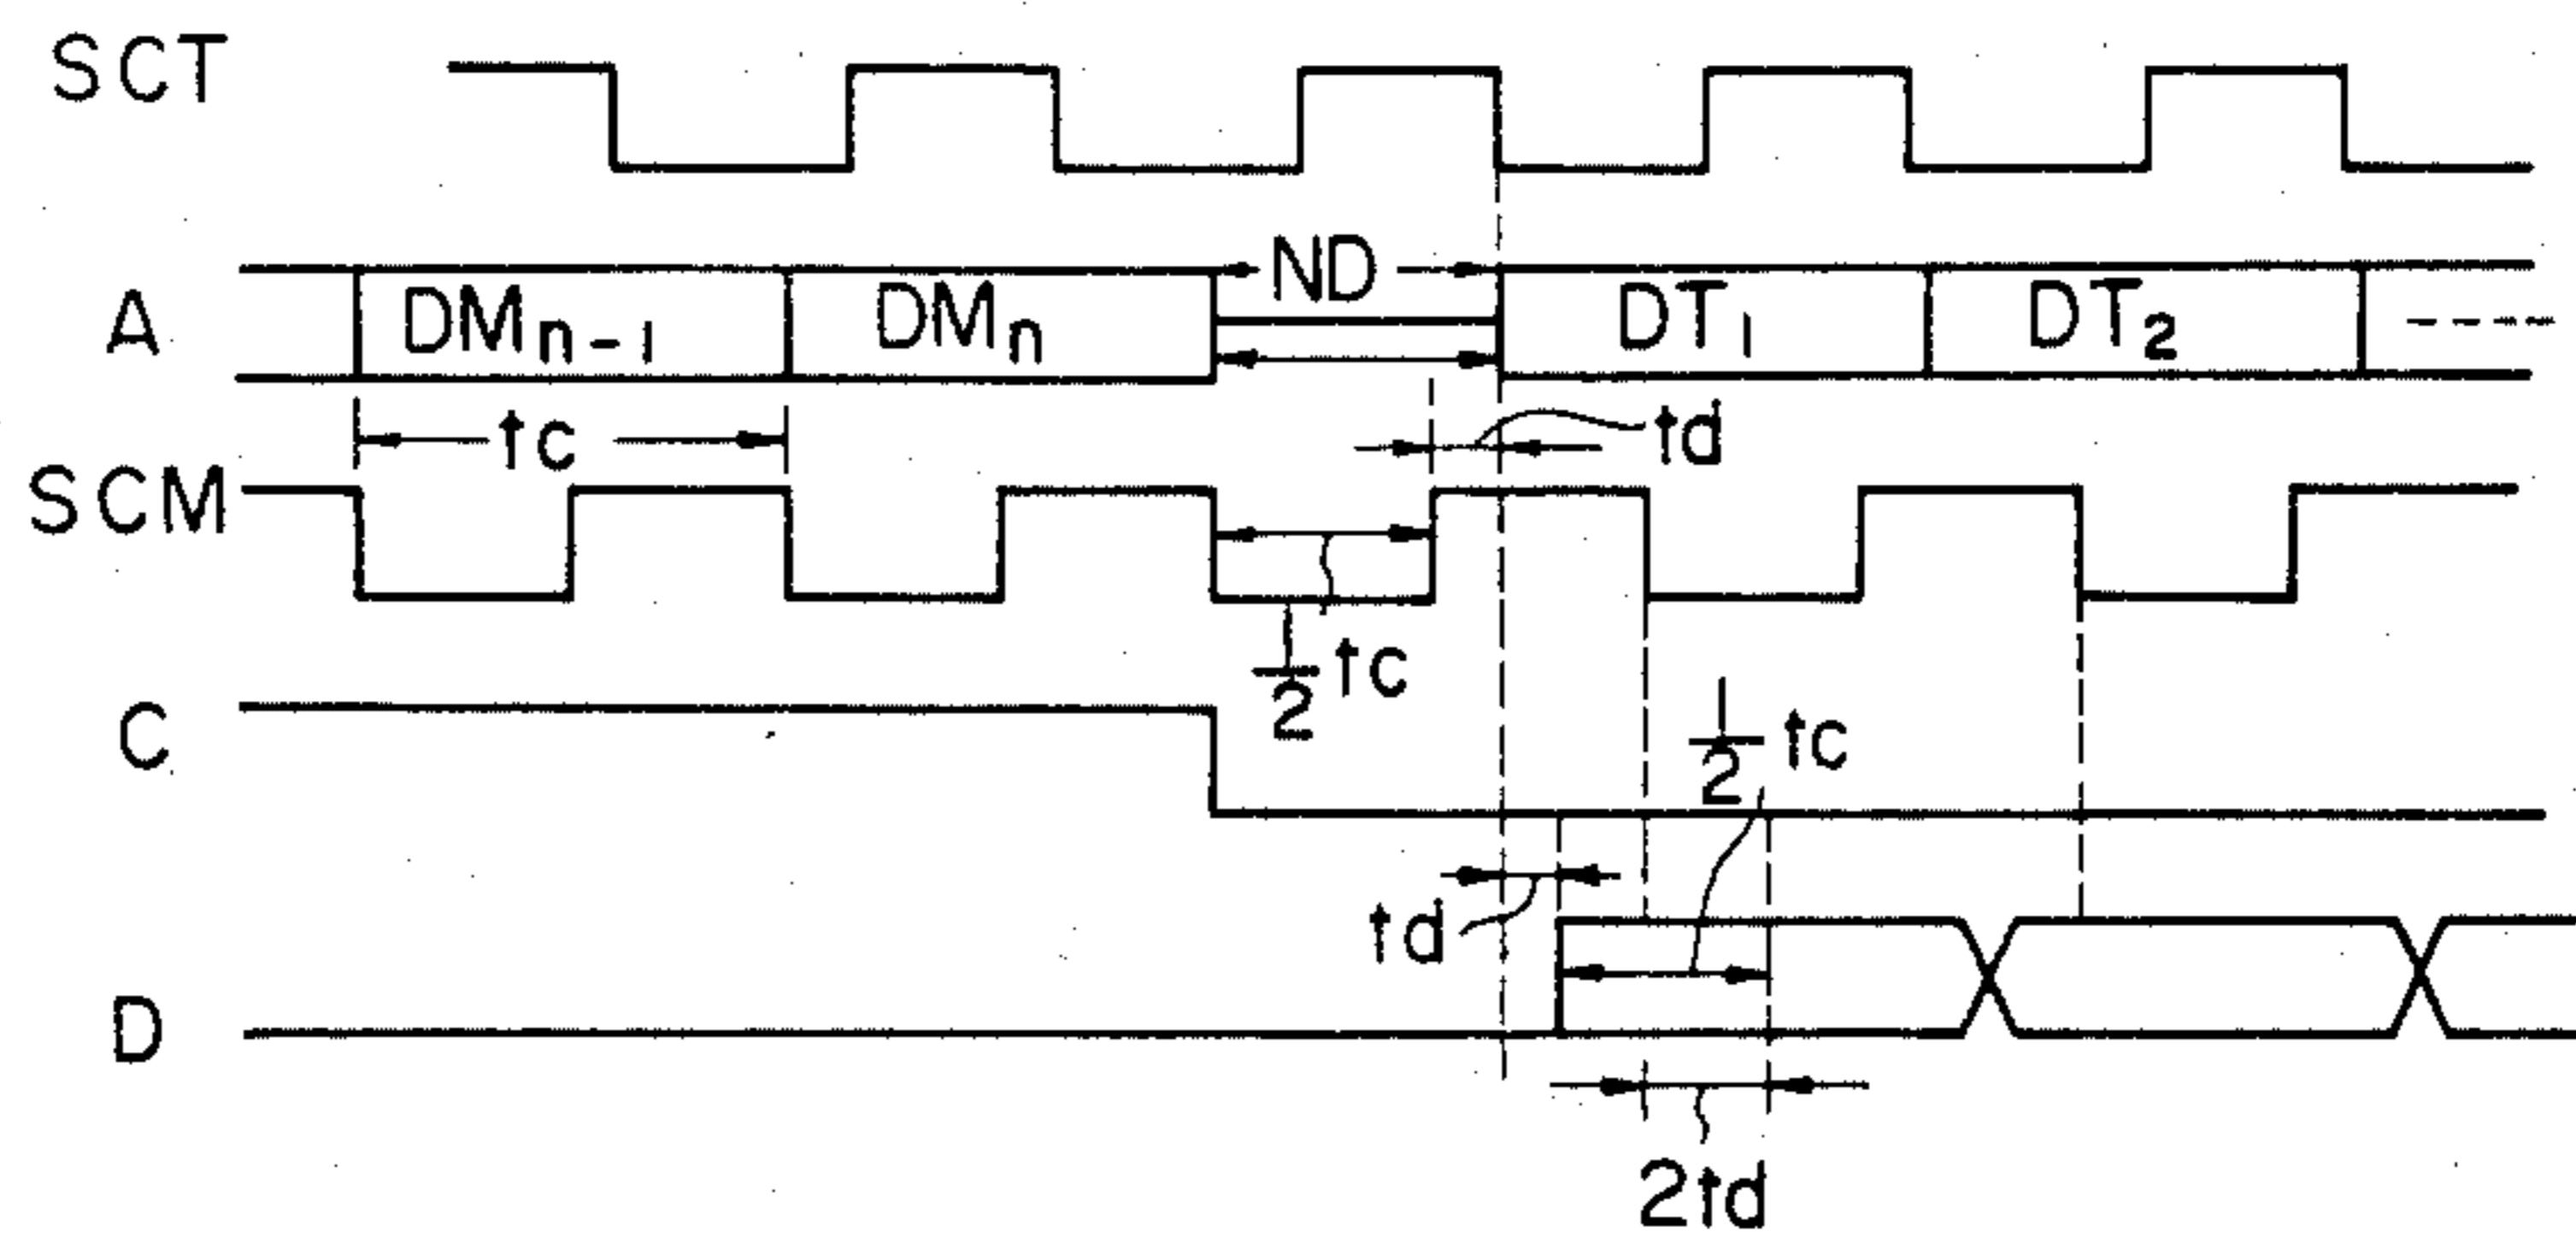 SCT
A DMn-1 DMn ND DT1 DT2
tc td
SCM
1/2 tc
C
1/2 tc
td
D
2td